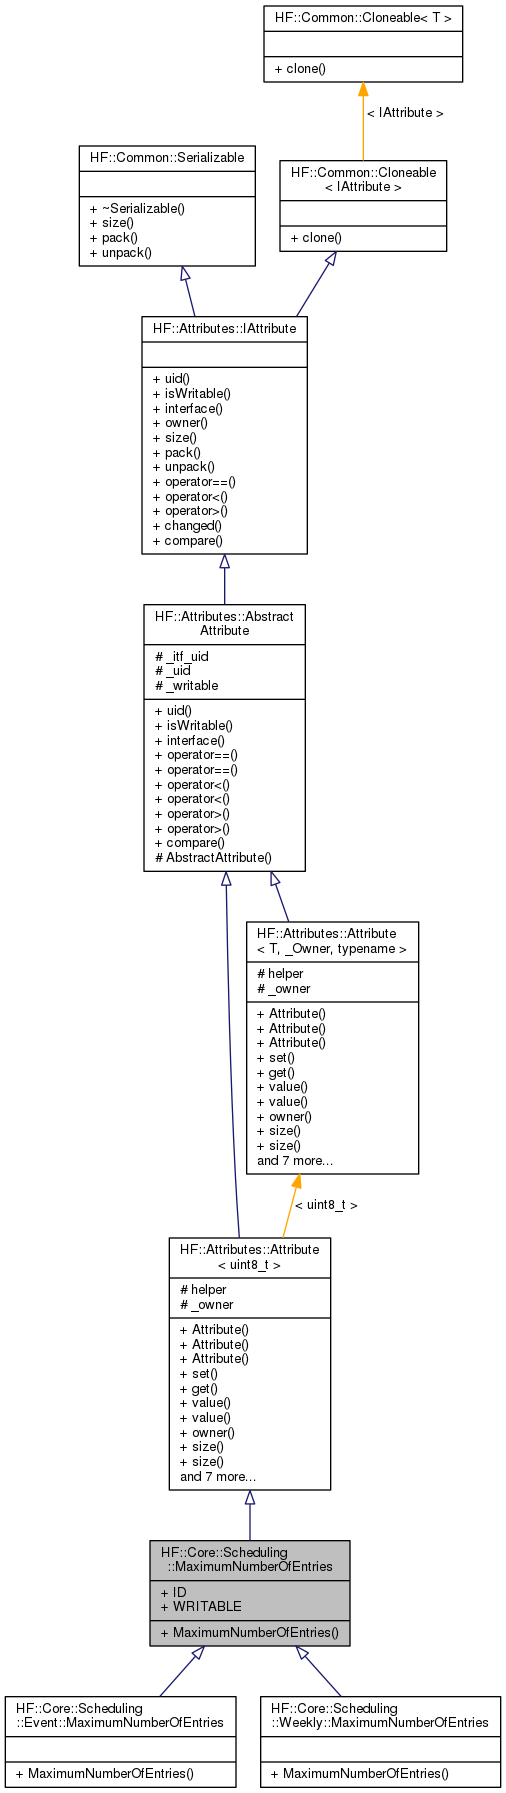 HF::Common::Cloneable< T >
+ clone()
< IAttribute >
HF::Common::Serializable
+ ~Serializable()
+ size()
+ pack()
+ unpack()
HF::Common::Cloneable
< IAttribute >
+ clone()
HF::Attributes::IAttribute
+ uid()
+ isWritable()
+ interface()
+ owner()
+ size()
+ pack()
+ unpack()
+ operator==()
+ operator<()
+ operator>()
+ changed()
+ compare()
HF::Attributes::Abstract
Attribute
# _itf_uid
# _uid
# _writable
+ uid()
+ isWritable()
+ interface()
+ operator==()
+ operator==()
+ operator<()
+ operator<()
+ operator>()
+ operator>()
+ compare()
# AbstractAttribute()
HF::Attributes::Attribute
< T, _Owner, typename >
# helper
# _owner
+ Attribute()
+ Attribute()
+ Attribute()
+ set()
+ get()
+ value()
+ value()
+ owner()
+ size()
+ size()
and 7 more...
< uint8_t >
HF::Attributes::Attribute
< uint8_t >
# helper
# _owner
+ Attribute()
+ Attribute()
+ Attribute()
+ set()
+ get()
+ value()
+ value()
+ owner()
+ size()
+ size()
and 7 more...
HF::Core::Scheduling
::MaximumNumberOfEntries
+ ID
+ WRITABLE
+ MaximumNumberOfEntries()
HF::Core::Scheduling
::Event::MaximumNumberOfEntries
+ MaximumNumberOfEntries()
HF::Core::Scheduling
::Weekly::MaximumNumberOfEntries
+ MaximumNumberOfEntries()